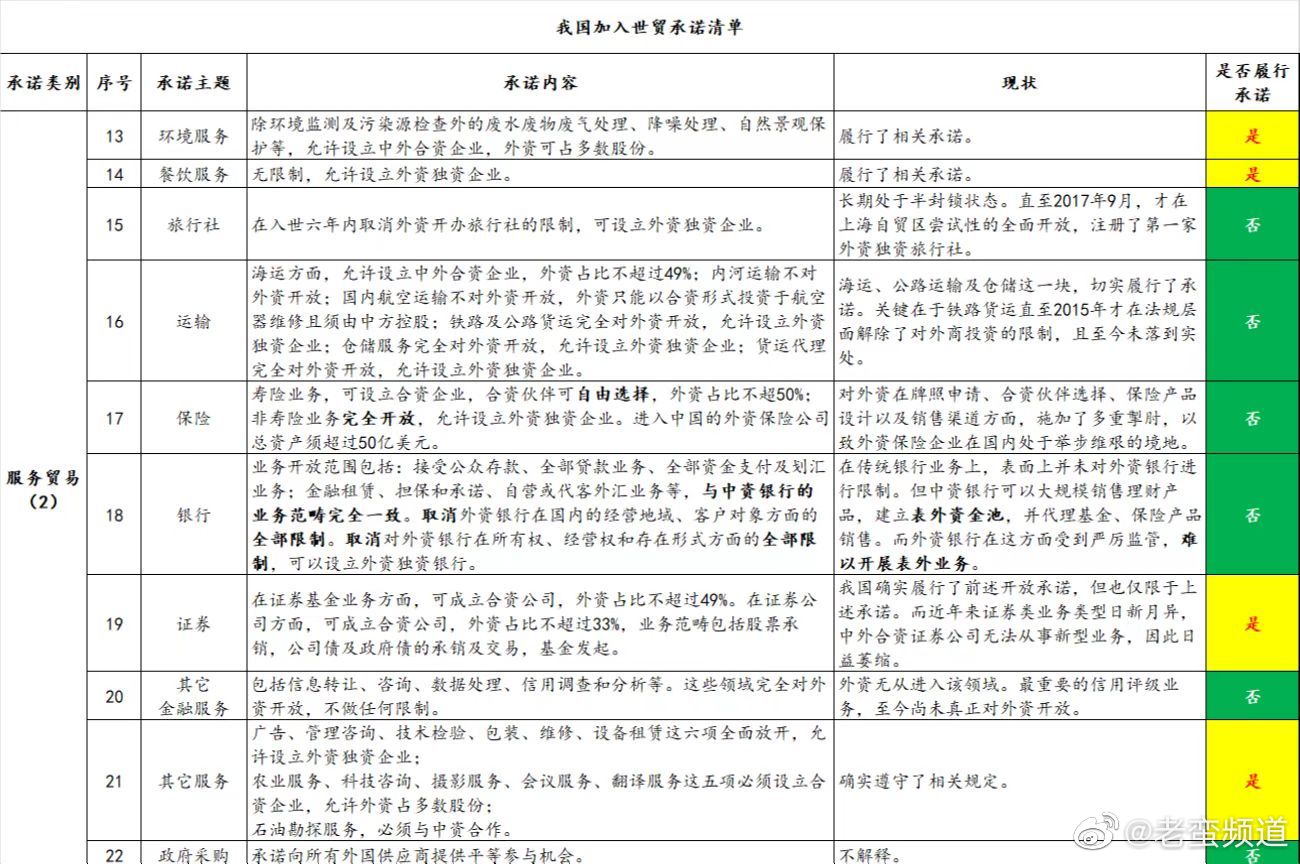 我国加入世贸承诺清单
承诺类别 序号 承诺主题 承诺内容 现状 是否履行
承诺
服务贸易
（2）
13 环境服务
除环境监测及污染源检查外的废水废物废气处理、降噪处理、自然景观保
护等，允许设立中外合资企业，外资可占多数股份。
履行了相关承诺。
是
14 餐饮服务 无限制，允许设立外资独资企业。 履行了相关承诺。 是
15 旅行社
在入世六年内取消外资开办旅行社的限制，可设立外资独资企业。
长期处于半封锁状态。直至2017年9月，才在
上海自贸区尝试性的全面开放，注册了第一家
外资独资旅行社。
否
16 运输
海运方面，允许设立中外合资企业，外资占比不超过49%；内河运输不对
外资开放；国内航空运输不对外资开放，外资只能以合资形式投资于航空
器维修且须由中方控股；铁路及公路货运完全对外资开放，允许设立外资
独资企业；仓储服务完全对外资开放，允许设立外资独资企业；货运代理
完全对外资开放，允许设立外资独资企业。
海运、公路运输及仓储这一块，切实履行了承
诺。关键在于铁路货运直至2015年才在法规层
面解除了对外商投资的限制，且至今未落到实
处。
否
17 保险
寿险业务，可设立合资企业，合资伙伴可自由选择，外资占比不超50%；
非寿险业务完全开放，允许设立外资独资企业。进入中国的外资保险公司
总资产须超过50亿美元。
对外资在牌照申请、合资伙伴选择、保险产品
设计以及销售渠道方面，施加了多重掣肘，以
致外资保险企业在国内处于举步维艰的境地。
否
18 银行
业务开放范围包括：接受公众存款、全部贷款业务、全部资金支付及划汇
业务；金融租赁、担保和承诺、自营或代客外汇业务等，与中资银行的
业务范畴完全一致。取消外资银行在国内的经营地域、客户对象方面的
全部限制。取消对外资银行在所有权、经营权和存在形式方面的全部限
制，可以设立外资独资银行。
在传统银行业务上，表面上并未对外资银行进
行限制。但中资银行可以大规模销售理财产
品，建立表外资金池，并代理基金、保险产品
销售。而外资银行在这方面受到严厉监管，难
以开展表外业务。
否
19 证券
在证券基金业务方面，可成立合资公司，外资占比不超过49%。在证券公
司方面，可成立合资公司，外资占比不超过33%，业务范畴包括股票承
销，公司债及政府债的承销及交易，基金发起。
我国确实履行了前述开放承诺，但也仅限于上
述承诺。而近年来证券类业务类型日新月异，
中外合资证券公司无法从事新型业务，因此日
益萎缩。
是
20 其它
金融服务
包括信息转让、咨询、数据处理、信用调查和分析等。这些领域完全对外
资开放，不做任何限制。
外资无从进入该领域。最重要的信用评级业
务，至今尚未真正对外资开放。
否
21 其它服务
广告、管理咨询、技术检验、包装、维修、设备租赁这六项全面放开，允
许设立外资独资企业；
农业服务、科技咨询、摄影服务、会议服务、翻译服务这五项必须设立合
资企业，允许外资占多数股份；
石油勘探服务，必须与中资合作。
确实遵守了相关规定。
是
22 政府采购 承诺向所有外国供应商提供平等参与机会。 不解释。 否
@老蛮频道